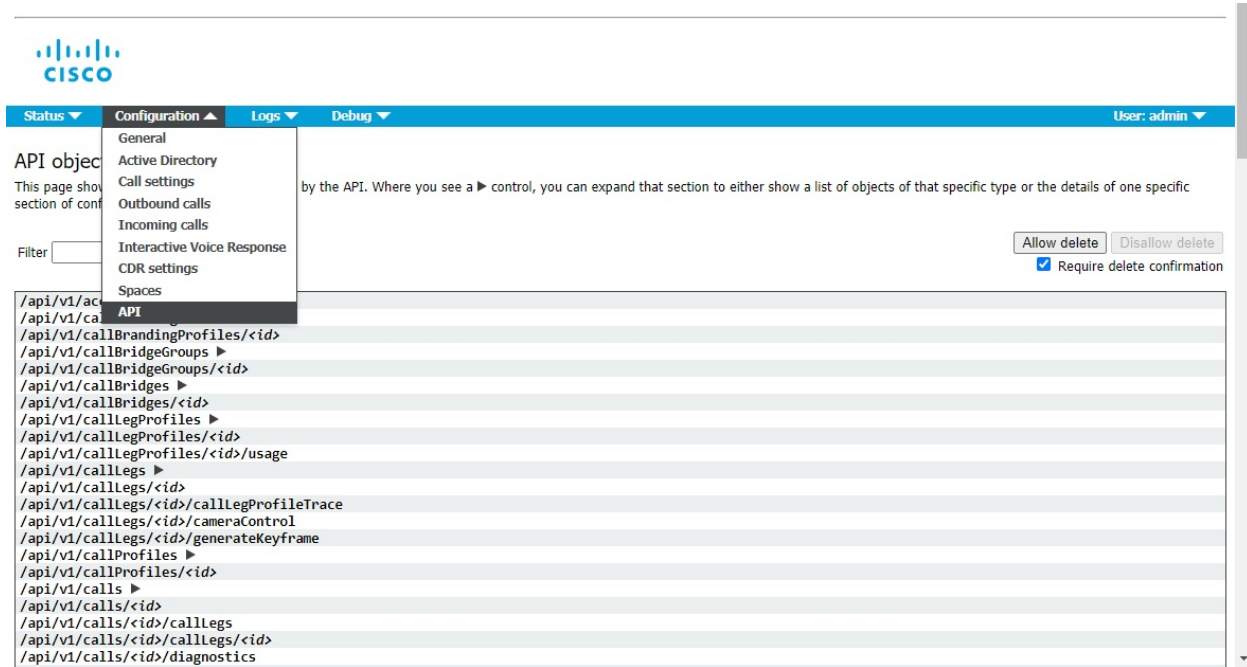 CISCO
Status Configuration Logs Debug User: admin
General
API objec Active Directory
This page shov Call settings by the API. Where you see a ▶ control, you can expand that section to either show a list of objects of that specific type or the details of one specific
section of conf Outbound calls
Incoming calls
Filter Interactive Voice Response Allow delete Disallow delete
CDR settings Require delete confirmation
Spaces
/api/v1/ac
API
/api/v1/cal
/api/v1/callBrandingProfiles/<id>
/api/v1/callBridgeGroups ▶
/api/v1/callBridgeGroups/<id>
/api/v1/callBridges ▶
/api/v1/callBridges/<id>
/api/v1/callLegProfiles ▶
/api/v1/callLegProfiles/<id>
/api/v1/callLegProfiles/<id>/usage
/api/v1/callLegs ▶
/api/v1/callLegs/<id>
/api/v1/callLegs/<id>/callLegProfileTrace
/api/v1/callLegs/<id>/cameraControl
/api/v1/callLegs/<id>/generateKeyframe
/api/v1/callProfiles ▶
/api/v1/callProfiles/<id>
/api/v1/calls ▶
/api/v1/calls/<id>
/api/v1/calls/<id>/callLegs
/api/v1/calls/<id>/callLegs/<id>
/api/v1/calls/<id>/diagnostics